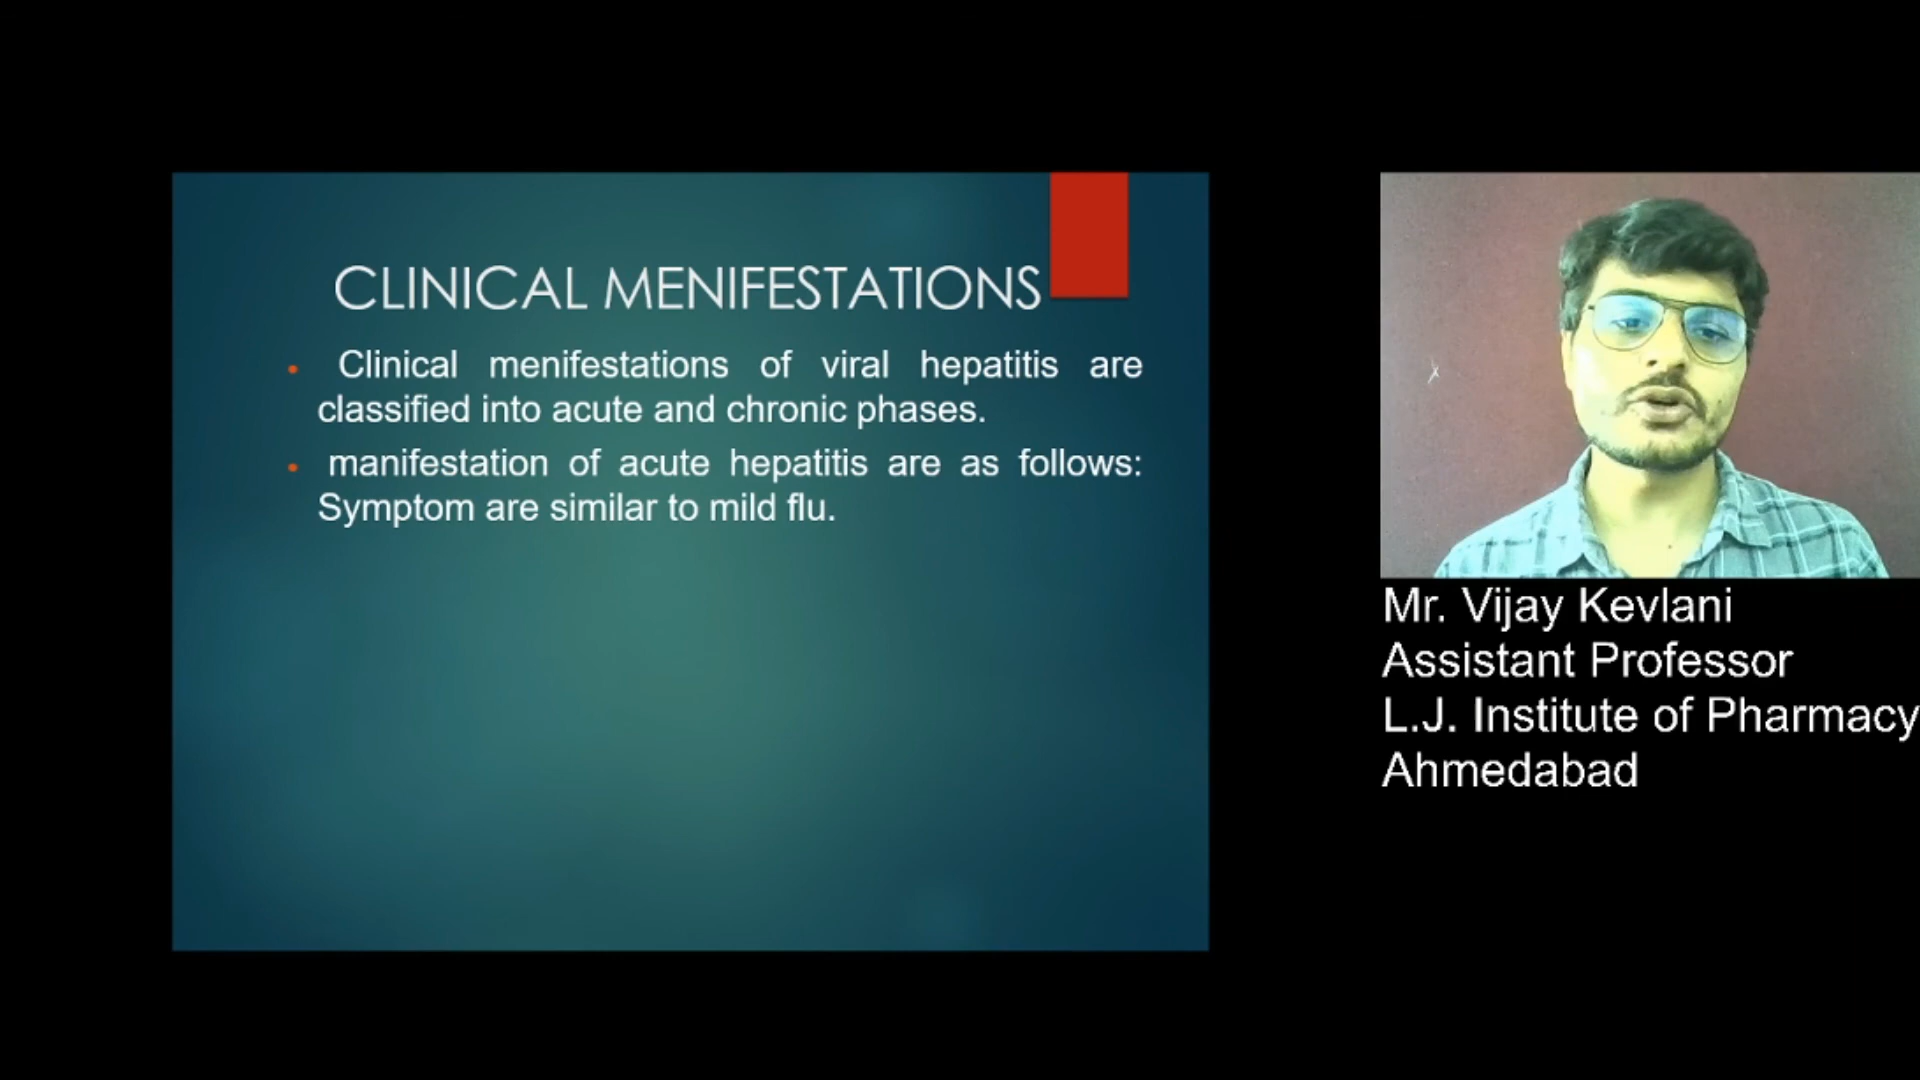 CLINICAL MENIFESTATIONS
Clinical menifestations of viral hepatitis are
classified into acute and chronic phases.
manifestation of acute hepatitis are as follows:
Symptom are similar to mild flu.
Mr. Vijay Kevlani
Assistant Professor
L.J. Institute of Pharmacy
Ahmedabad